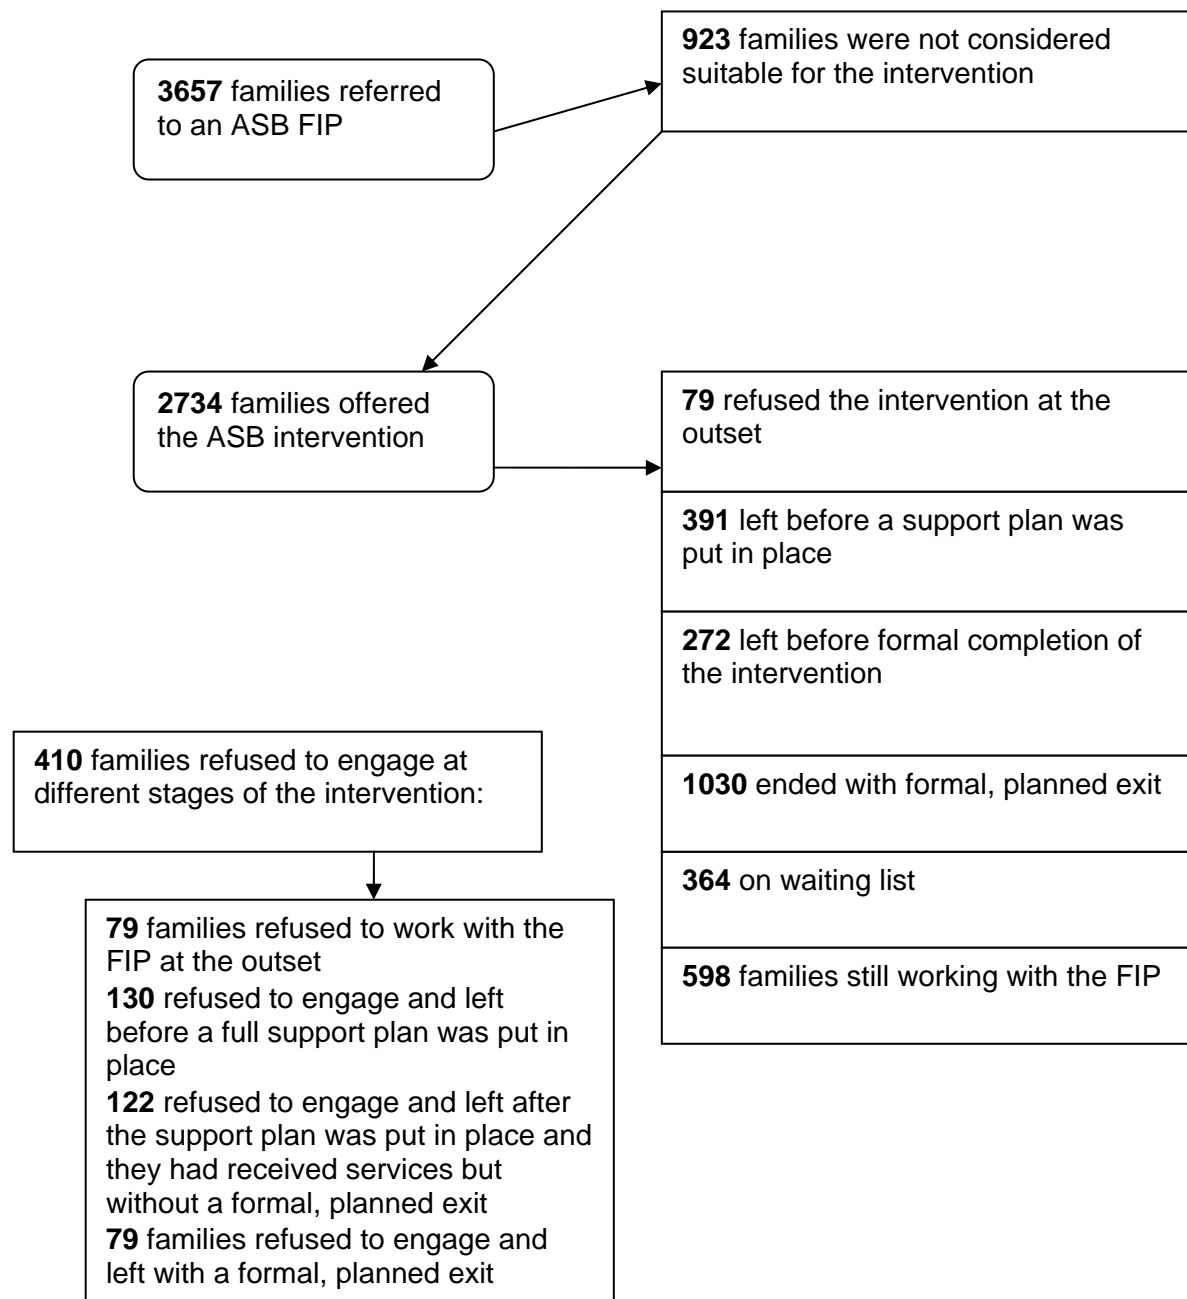 923 families were not considered
suitable for the intervention
3657 families referred
to an ASB FIP
2734 families offered
the ASB intervention
79 refused the intervention at the
outset
391 left before a support plan was
put in place
272 left before formal completion of
the intervention
1030 ended with formal, planned exit
364 on waiting list
598 families still working with the FIP
410 families refused to engage at
different stages of the intervention:
79 families refused to work with the
FIP at the outset
130 refused to engage and left
before a full support plan was put in
place
122 refused to engage and left after
the support plan was put in place and
they had received services but
without a formal, planned exit
79 families refused to engage and
left with a formal, planned exit